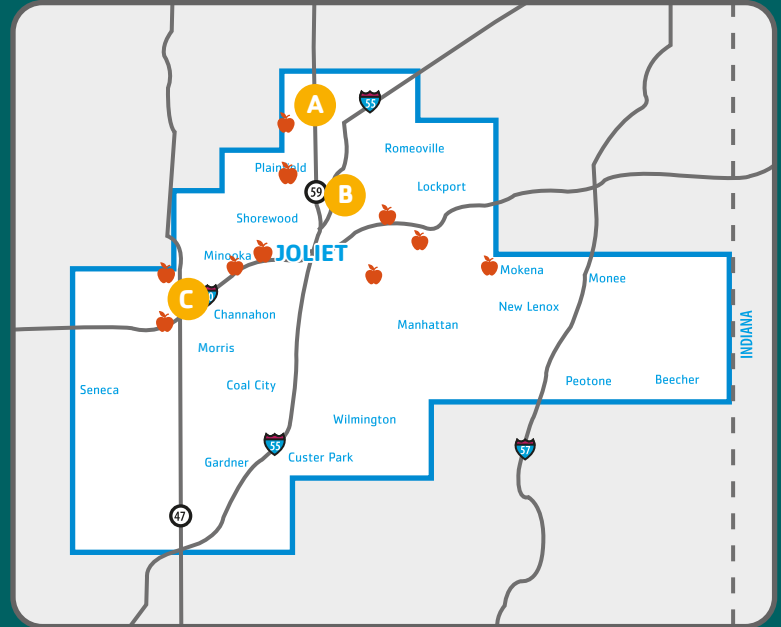 A
55
Romeoville
Plainfield
Lockport
59
B
Shorewood
JOLIET
Minooka
Mokena
Monee
C
New Lenox
Channahon
Manhattan
INDIANA
Morris
Peotone
Beecher
Coal City
Seneca
Wilmington
55
57
Custer Park
Gardner
47